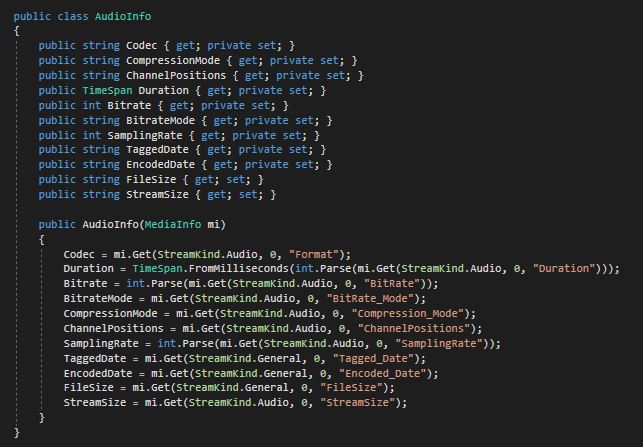 public class AudioInfo
{
    public string Codec { get; private set; }
    public string CompressionMode { get; private set; }
    public string ChannelPositions { get; private set; }
    public TimeSpan Duration { get; private set; }
    public int Bitrate { get; private set; }
    public string BitrateMode { get; private set; }
    public int SamplingRate { get; private set; }
    public string TaggedDate { get; private set; }
    public string EncodedDate { get; private set; }
    public string FileSize { get; set; }
    public string StreamSize { get; set; }

    public AudioInfo(MediaInfo mi)
    {
        Codec = mi.Get(StreamKind.Audio, 0, "Format");
        Duration = TimeSpan.FromMilliseconds(int.Parse(mi.Get(StreamKind.Audio, 0, "Duration")));
        Bitrate = int.Parse(mi.Get(StreamKind.Audio, 0, "BitRate"));
        BitrateMode = mi.Get(StreamKind.Audio, 0, "BitRate_Mode");
        CompressionMode = mi.Get(StreamKind.Audio, 0, "Compression_Mode");
        ChannelPositions = mi.Get(StreamKind.Audio, 0, "ChannelPositions");
        SamplingRate = int.Parse(mi.Get(StreamKind.Audio, 0, "SamplingRate"));
        TaggedDate = mi.Get(StreamKind.General, 0, "Tagged_Date");
        EncodedDate = mi.Get(StreamKind.General, 0, "Encoded_Date");
        FileSize = mi.Get(StreamKind.General, 0, "FileSize");
        StreamSize = mi.Get(StreamKind.Audio, 0, "StreamSize");
    }
}